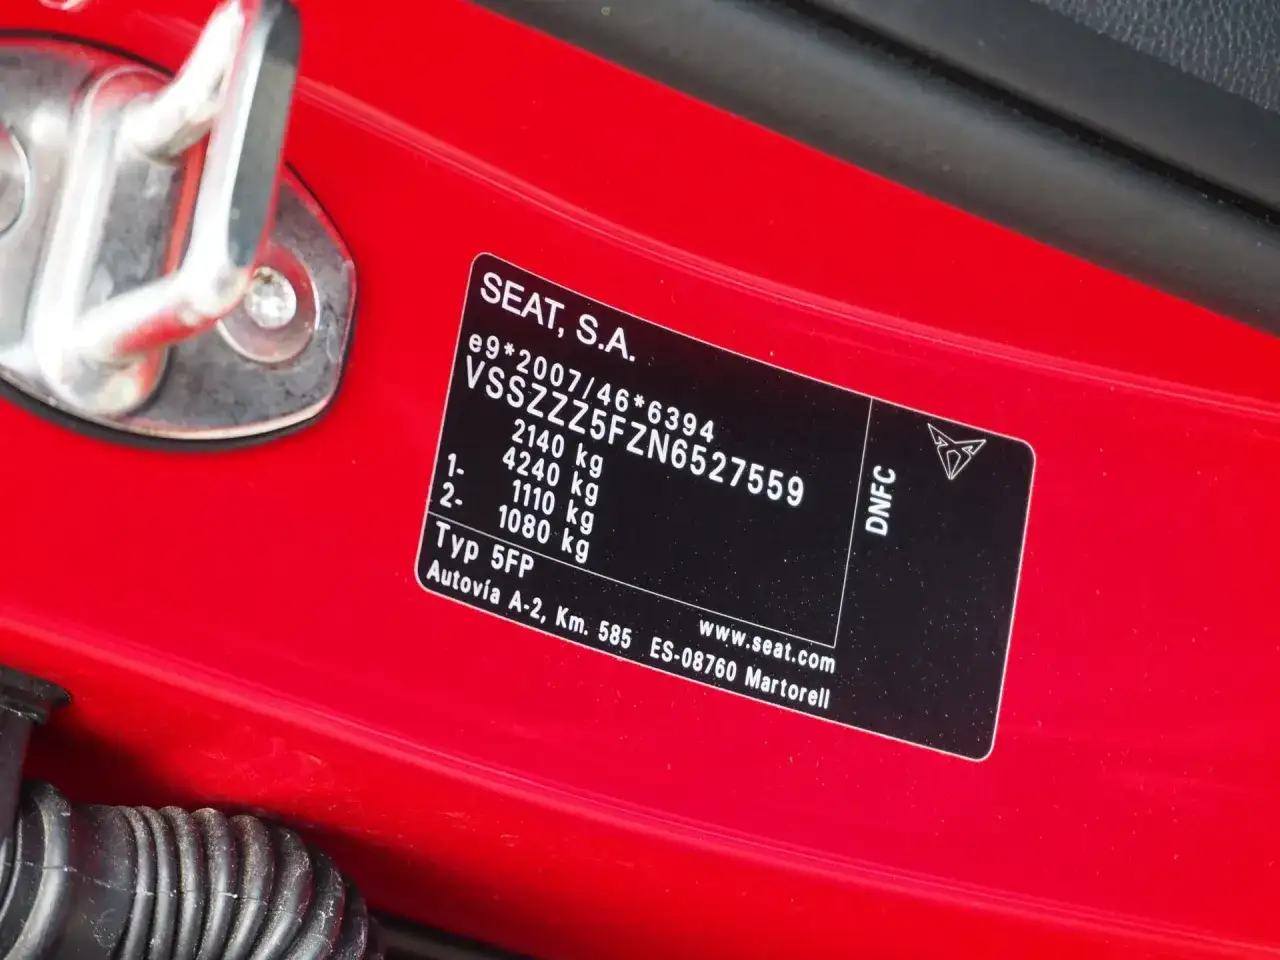 SEAT, S.A.
e9*2007/46*6394
VSSZZZ5FZN6527559
2140 kg
4240 kg
1- 1110 kg
2- 1080 kg
Typ 5FP
www.seat.com
Autovía A-2, Km. 585 ES-08760 Martorell
DNFC